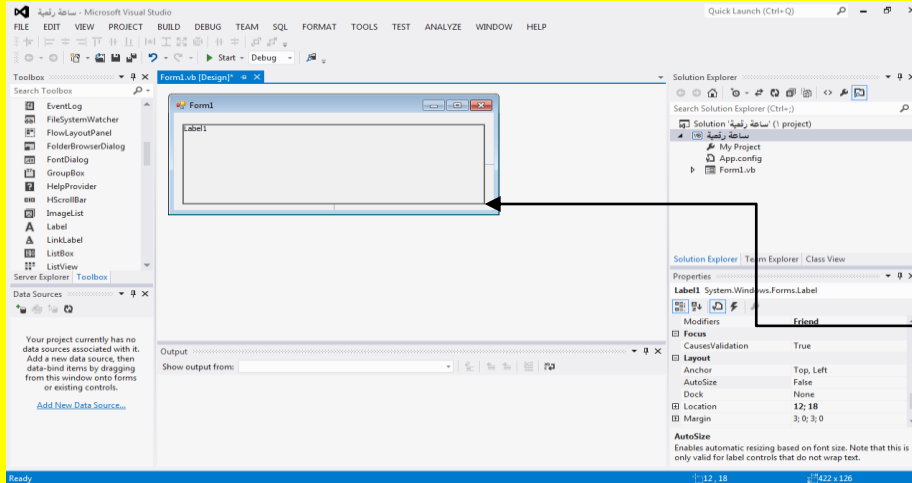 ساعة رقمية - Microsoft Visual Studio
Quick Launch (Ctrl+Q)
FILE EDIT VIEW PROJECT BUILD DEBUG TEAM SQL FORMAT TOOLS TEST ANALYZE WINDOW HELP
Start Debug
Toolbox
Search Toolbox
EventLog
FileSystemWatcher
FlowLayoutPanel
FolderBrowserDialog
FontDialog
GroupBox
HelpProvider
HScrollBar
ImageList
Label
LinkLabel
ListBox
ListView
Server Explorer Toolbox
Data Sources
Your project currently has no
data sources associated with it.
Add a new data source, then
data-bind items by dragging
from this window onto forms
or existing controls.
Add New Data Source...
Form1.vb [Design]*
Form1
Label1
Output
Show output from:
Solution Explorer
Search Solution Explorer (Ctrl+;)
Solution 'ساعة رقمية' (١ project)
ساعة رقمية
My Project
App.config
Form1.vb
Solution Explorer Team Explorer Class View
Properties
Label1 System.Windows.Forms.Label
Modifiers Friend
Focus
CausesValidation True
Layout
Anchor Top, Left
AutoSize False
Dock None
Location 12; 18
Margin 3; 0; 3; 0
AutoSize
Enables automatic resizing based on font size. Note that this is
only valid for label controls that do not wrap text.
Ready 12 , 18 422 x 126